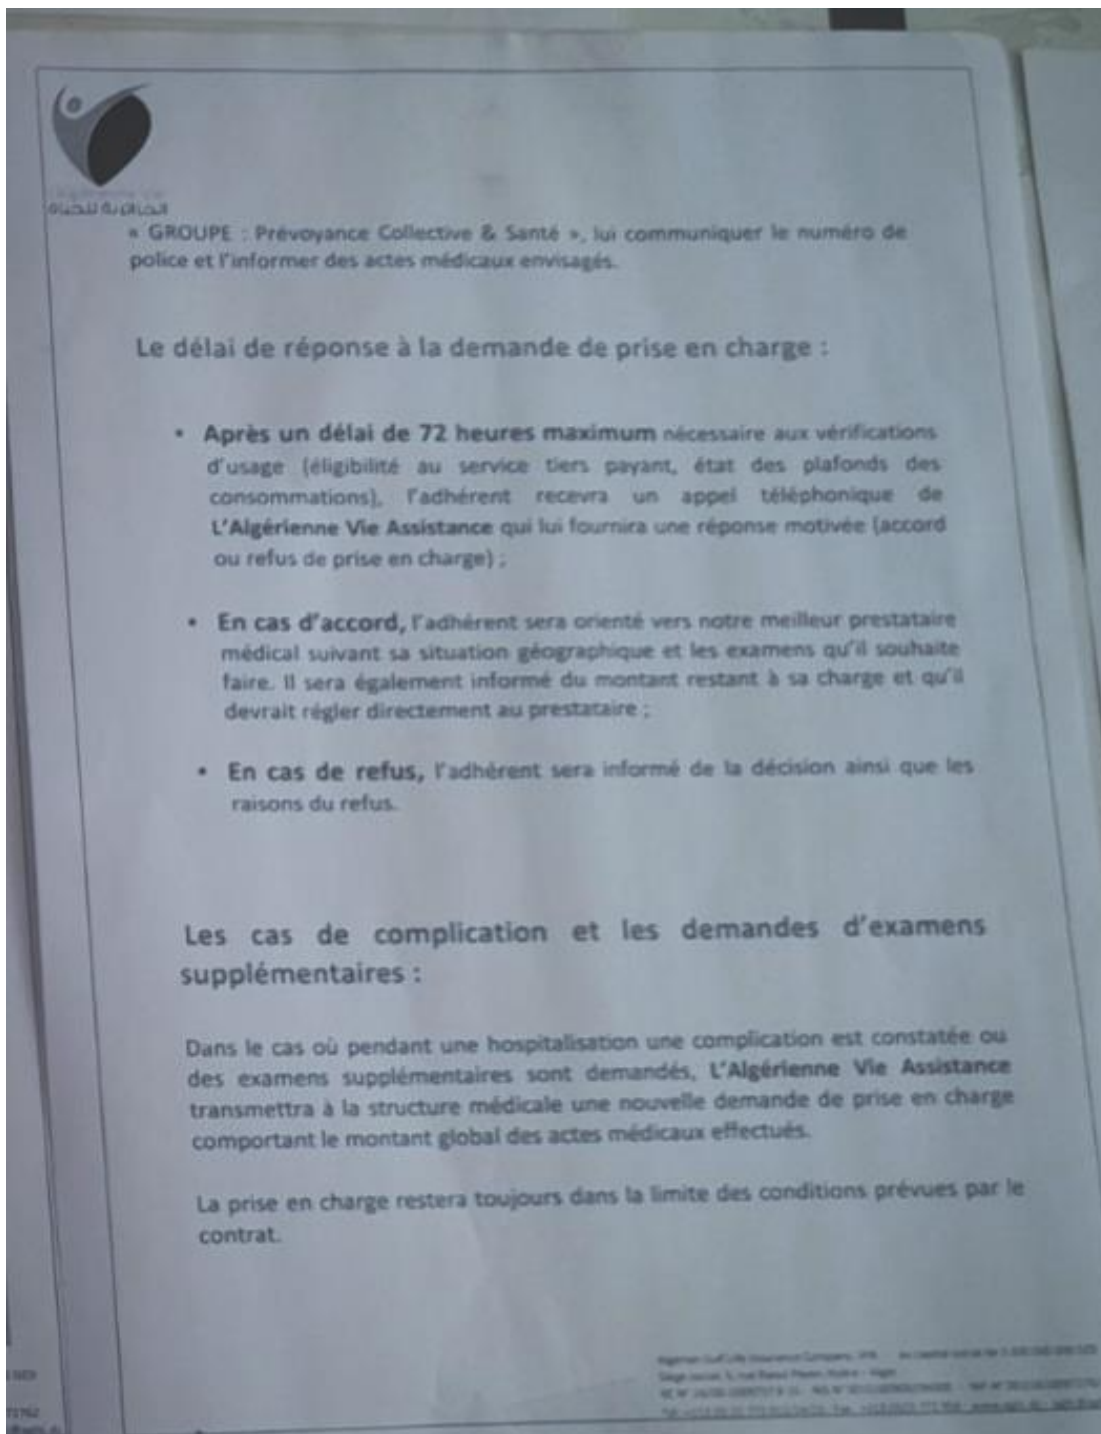 الجزائرية للحياة
« GROUPE : Prévoyance Collective & Santé », lui communiquer le numéro de
police et l'informer des actes médicaux envisagés.
Le délai de réponse à la demande de prise en charge :
• Après un délai de 72 heures maximum nécessaire aux vérifications
d'usage (éligibilité au service tiers payant, état des plafonds des
consommations), l'adhérent recevra un appel téléphonique de
L'Algérienne Vie Assistance qui lui fournira une réponse motivée (accord
ou refus de prise en charge) ;
• En cas d'accord, l'adhérent sera orienté vers notre meilleur prestataire
médical suivant sa situation géographique et les examens qu'il souhaite
faire. Il sera également informé du montant restant à sa charge et qu'il
devrait régler directement au prestataire ;
• En cas de refus, l'adhérent sera informé de la décision ainsi que les
raisons du refus.
Les cas de complication et les demandes d'examens
supplémentaires :
Dans le cas où pendant une hospitalisation une complication est constatée ou
des examens supplémentaires sont demandés, L'Algérienne Vie Assistance
transmettra à la structure médicale une nouvelle demande de prise en charge
comportant le montant global des actes médicaux effectués.
La prise en charge restera toujours dans la limite des conditions prévues par le
contrat.
Algerian Gulf Life Insurance Company, SPA